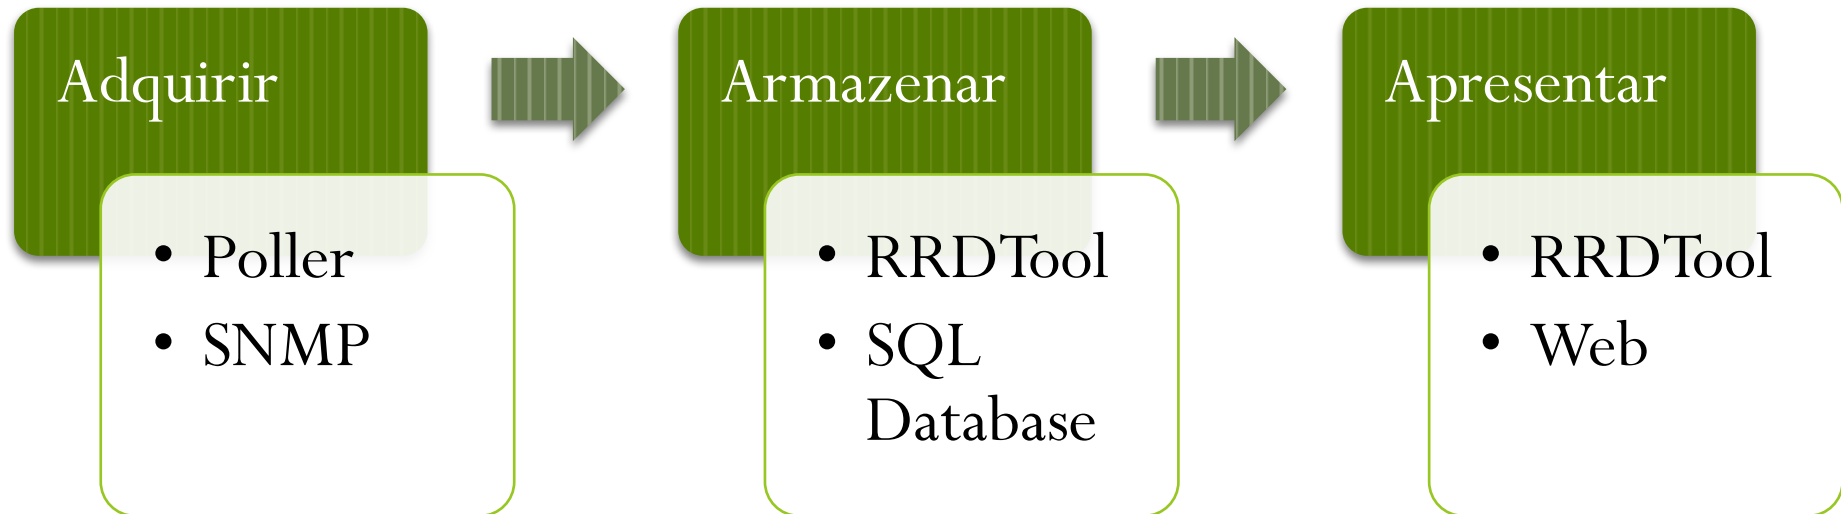 Adquirir
• Poller
• SNMP
Armazenar
• RRDTool
• SQL
Database
Apresentar
• RRDTool
• Web